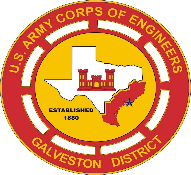 U.S. ARMY CORPS OF ENGINEERS
ESTABLISHED
1880
GALVESTON DISTRICT